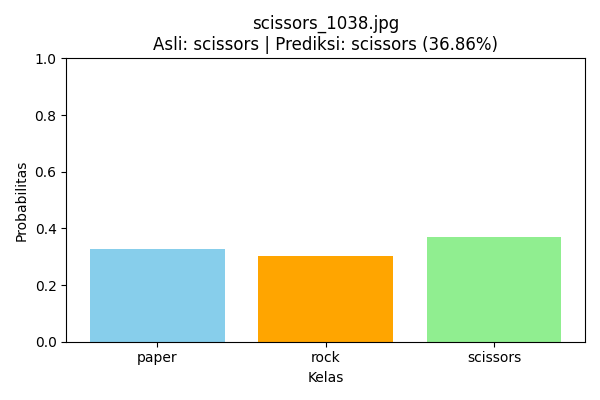 scissors_1038.jpg
Asli: scissors | Prediksi: scissors (36.86%)
1.0
0.8
0.6
0.4
0.2
0.0
Probabilitas
paper rock scissors
Kelas